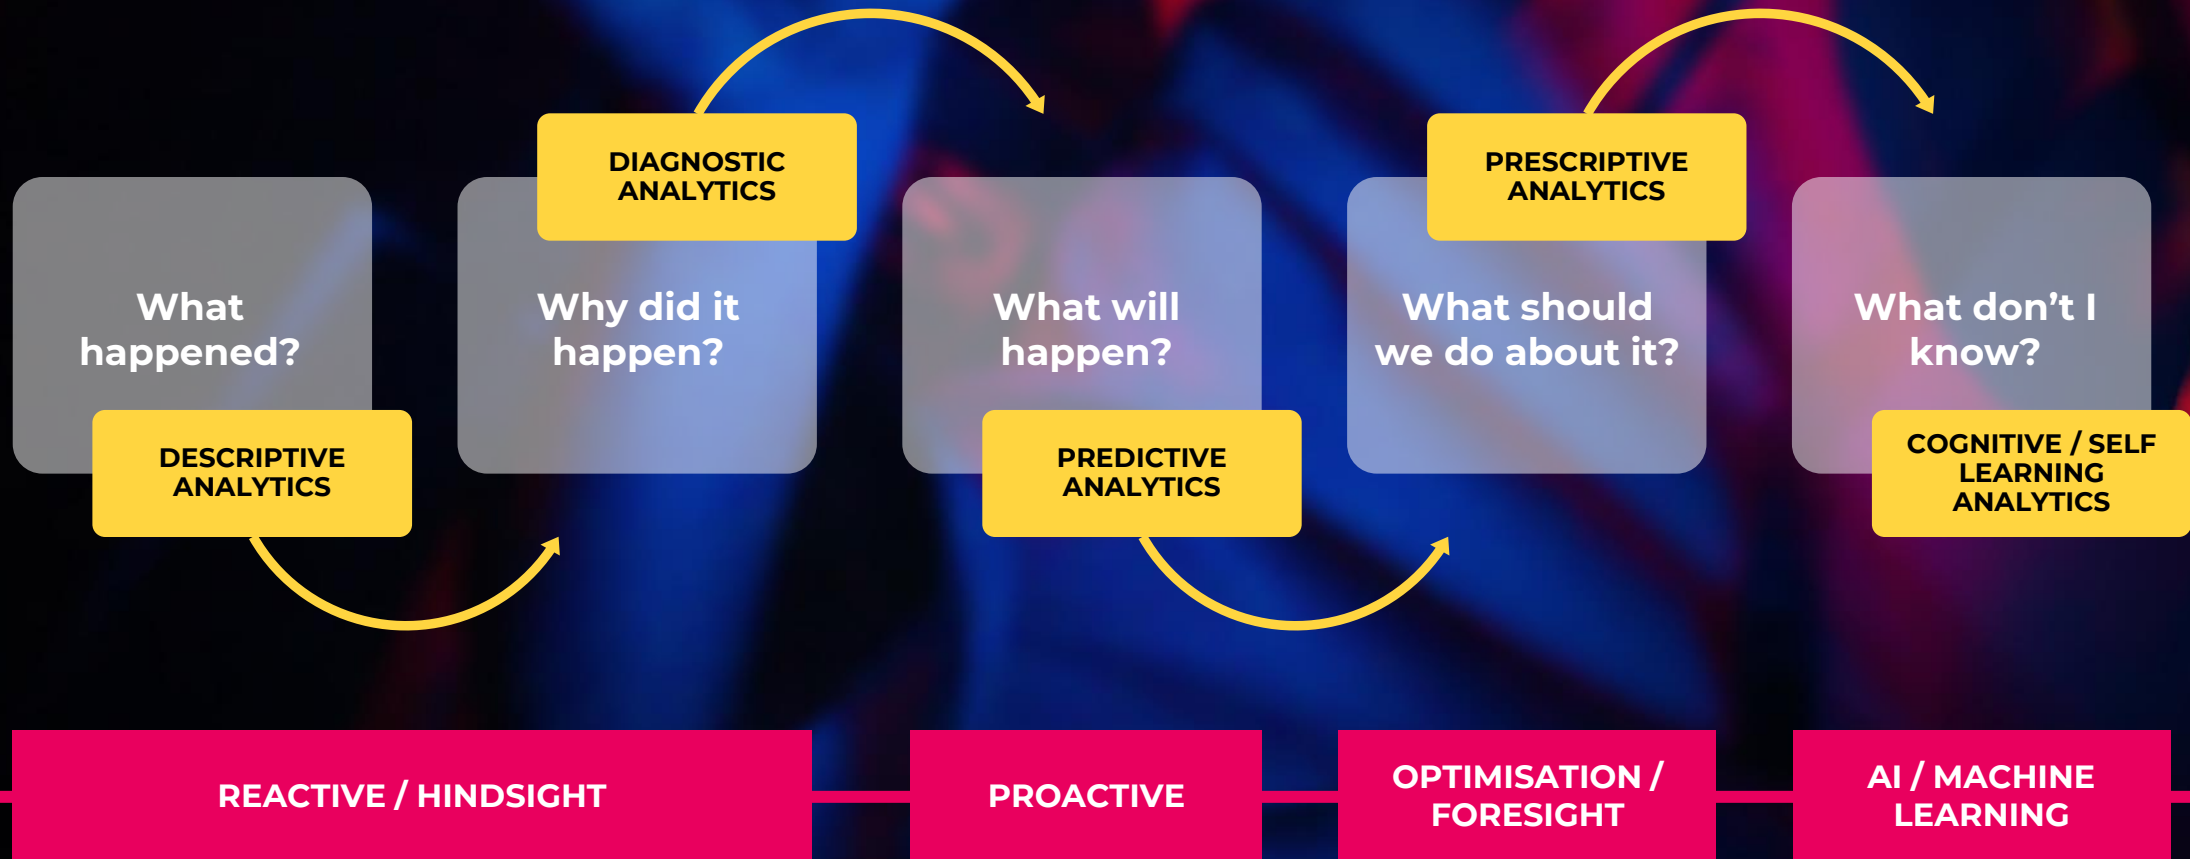 DIAGNOSTIC
ANALYTICS
PRESCRIPTIVE
ANALYTICS
What
happened?
Why did it
happen?
What will
happen?
What should
we do about it?
What don’t I
know?
DESCRIPTIVE
ANALYTICS
PREDICTIVE
ANALYTICS
COGNITIVE / SELF
LEARNING
ANALYTICS
REACTIVE / HINDSIGHT
PROACTIVE
OPTIMISATION /
FORESIGHT
AI / MACHINE
LEARNING